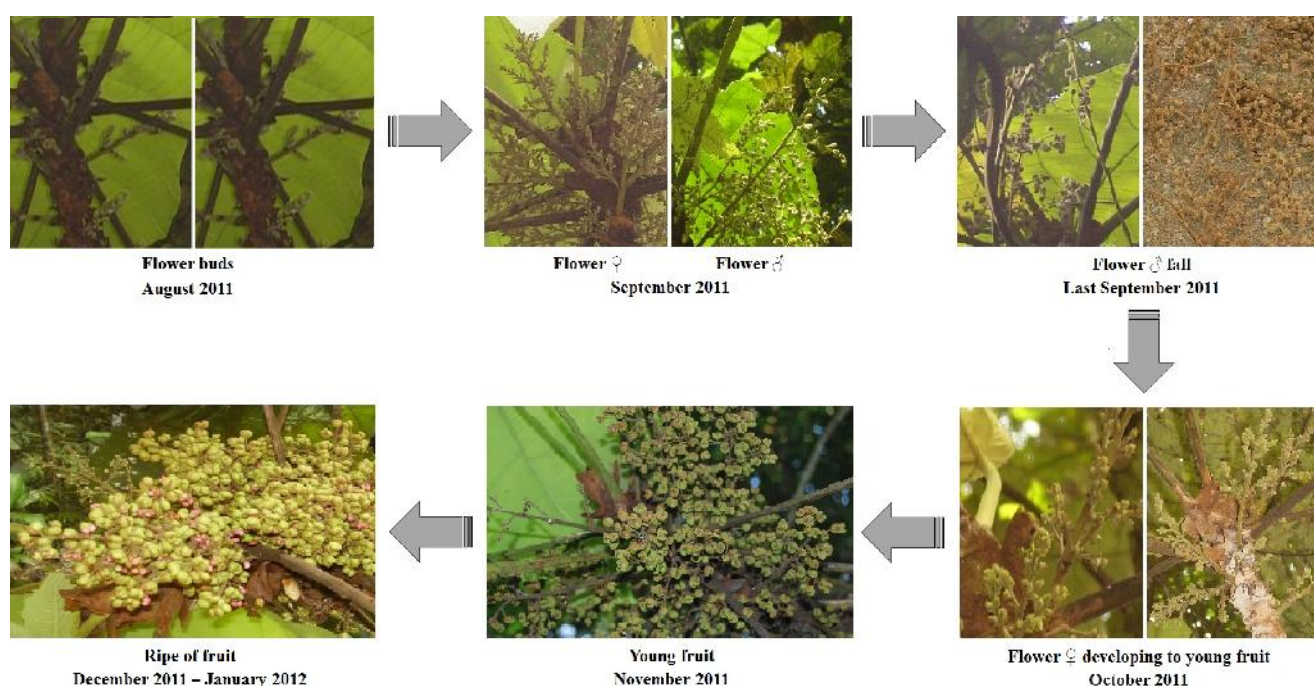 Flower buds
August 2011
Flower ♀
Flower ♂
September 2011
Flower ♂ fall
Last September 2011
Flower ♀ developing to young fruit
October 2011
Young fruit
November 2011
Ripe of fruit
December 2011 – January 2012